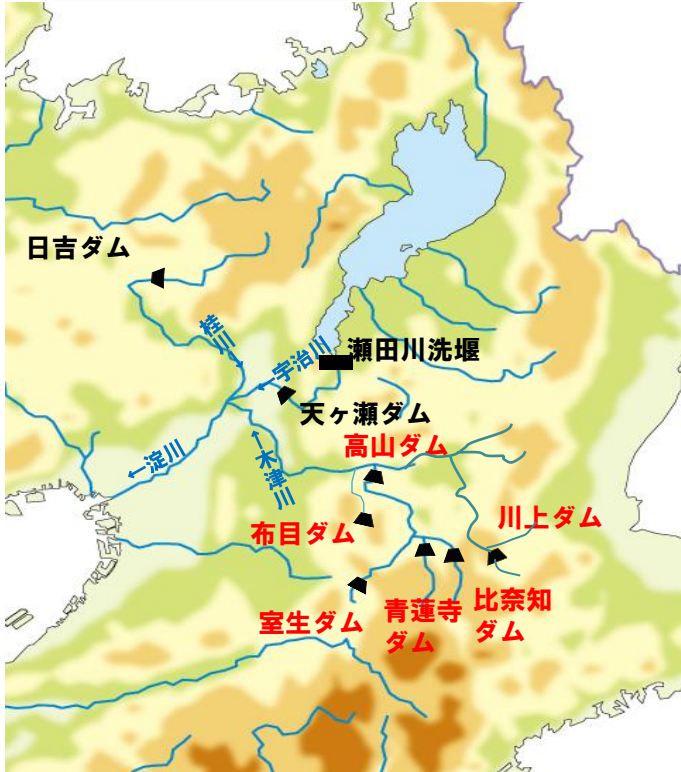 日吉ダム
桂川
↓
瀬田川洗堰
←宇治川
天ヶ瀬ダム
高山ダム
←淀川
←木津川
川上ダム
布目ダム
室生ダム
青蓮寺
ダム
比奈知
ダム